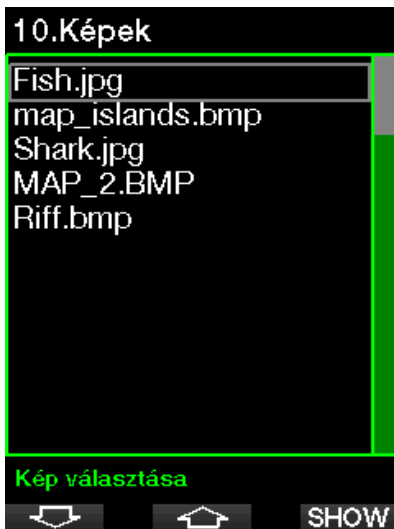 10.Képek
Fish.jpg
map_islands.bmp
Shark.jpg
MAP_2.BMP
Riff.bmp
Kép választása
SHOW